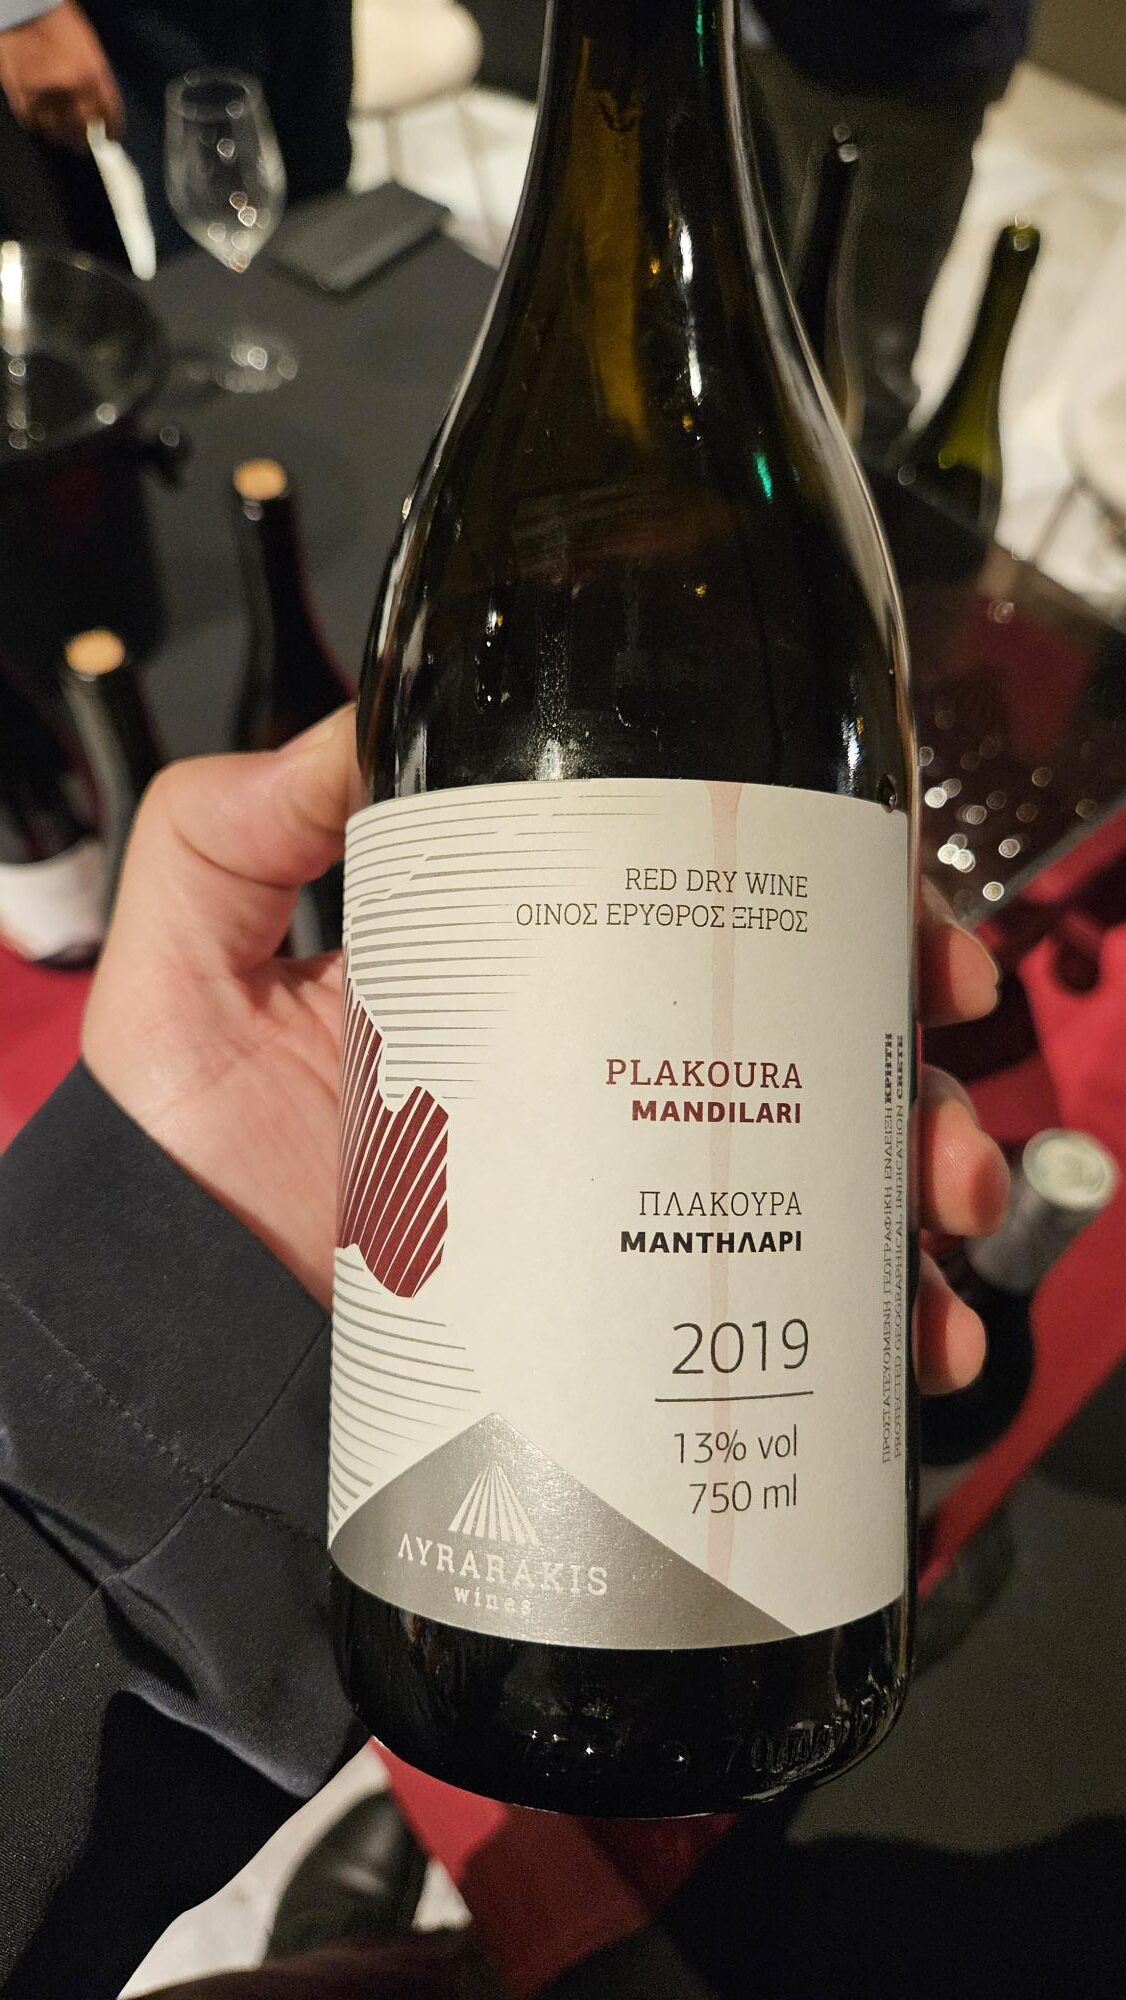 RED DRY WINE
ΟΙΝΟΣ ΕΡΥΘΡΟΣ ΞΗΡΟΣ
PLAKOURA
MANDILARI
ΠΛΑΚΟΥΡΑ
ΜΑΝΤΗΛΑΡΙ
2019
13% vol
750 ml
ΠΡΟΣΤΑΤΕΥΟΜΕΝΗ ΓΕΩΓΡΑΦΙΚΗ ΕΝΔΕΙΞΗ ΚΡΗΤΗ
PROTECTED GEOGRAPHICAL INDICATION CRETE
LYRARAKIS
wines